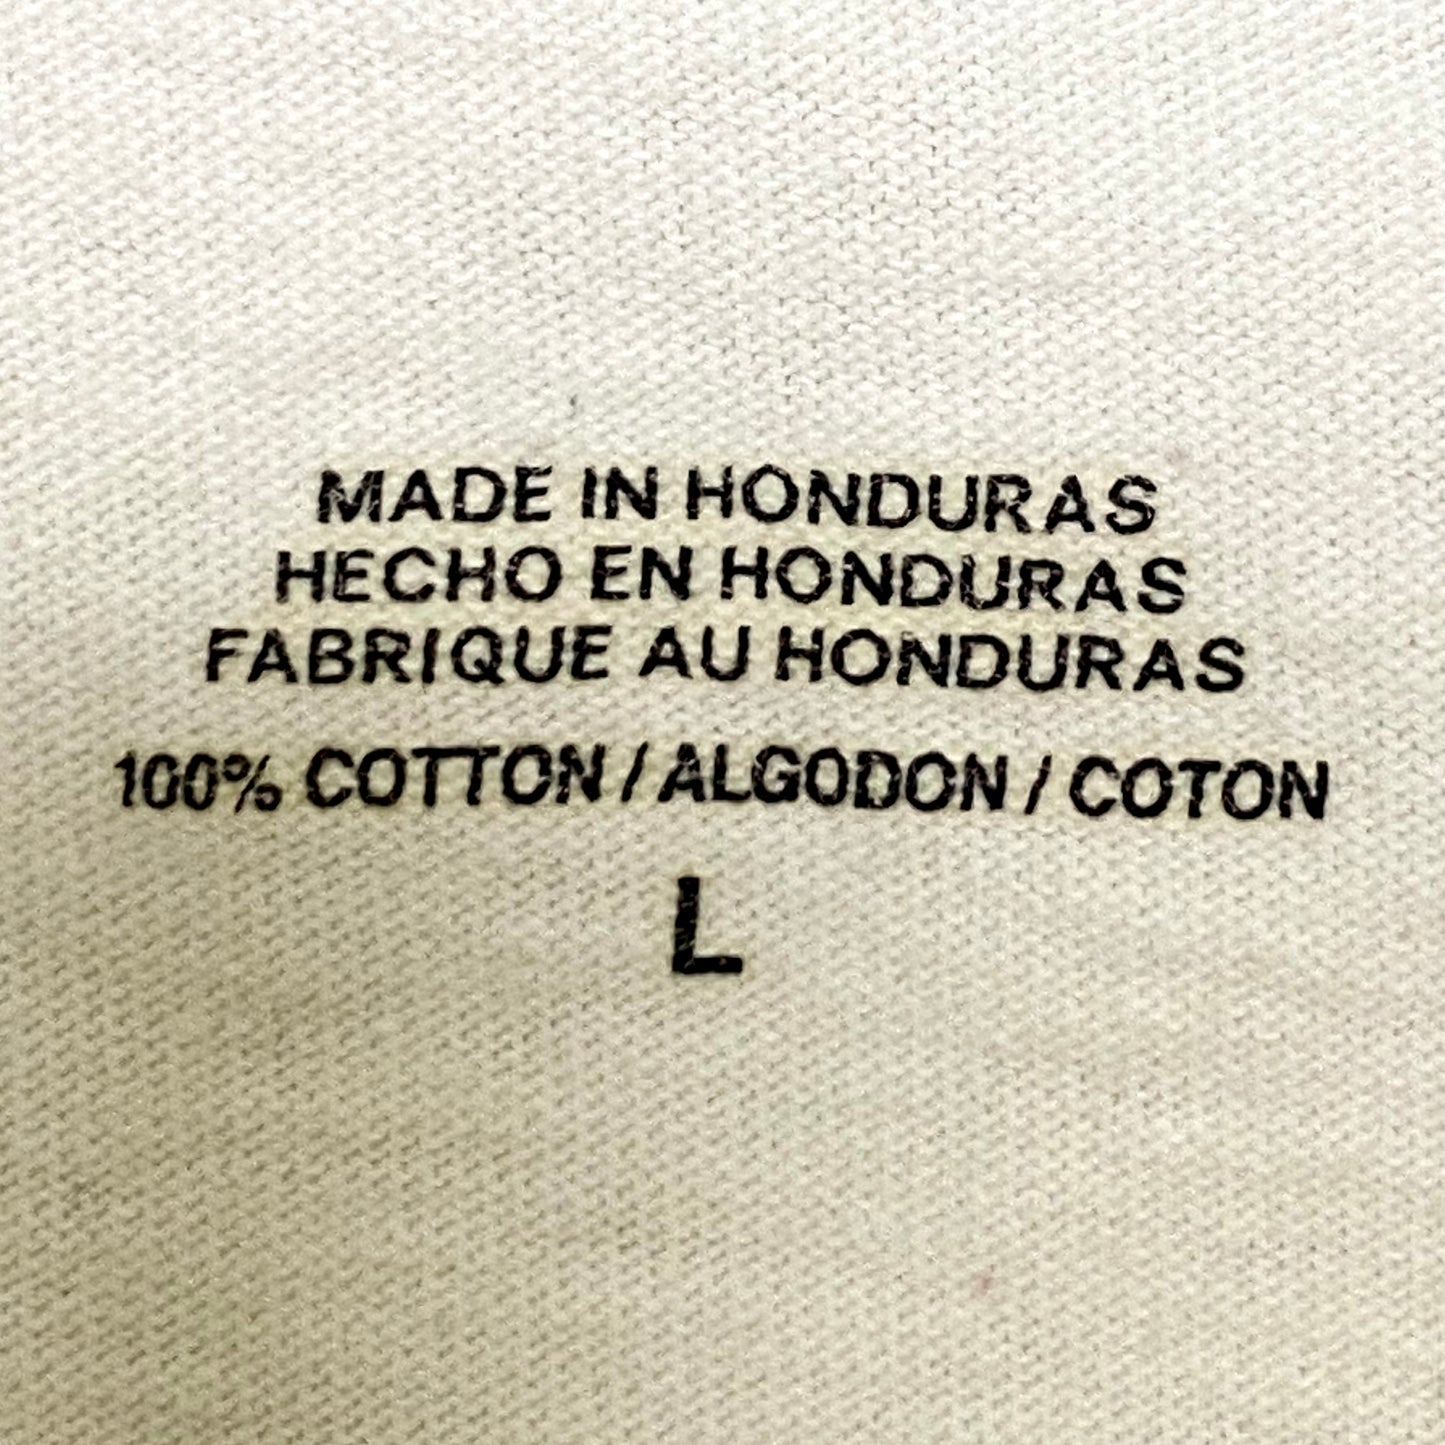 MADE IN HONDURAS
HECHO EN HONDURAS
FABRIQUE AU HONDURAS
100% COTTON / ALGODON / COTON
L